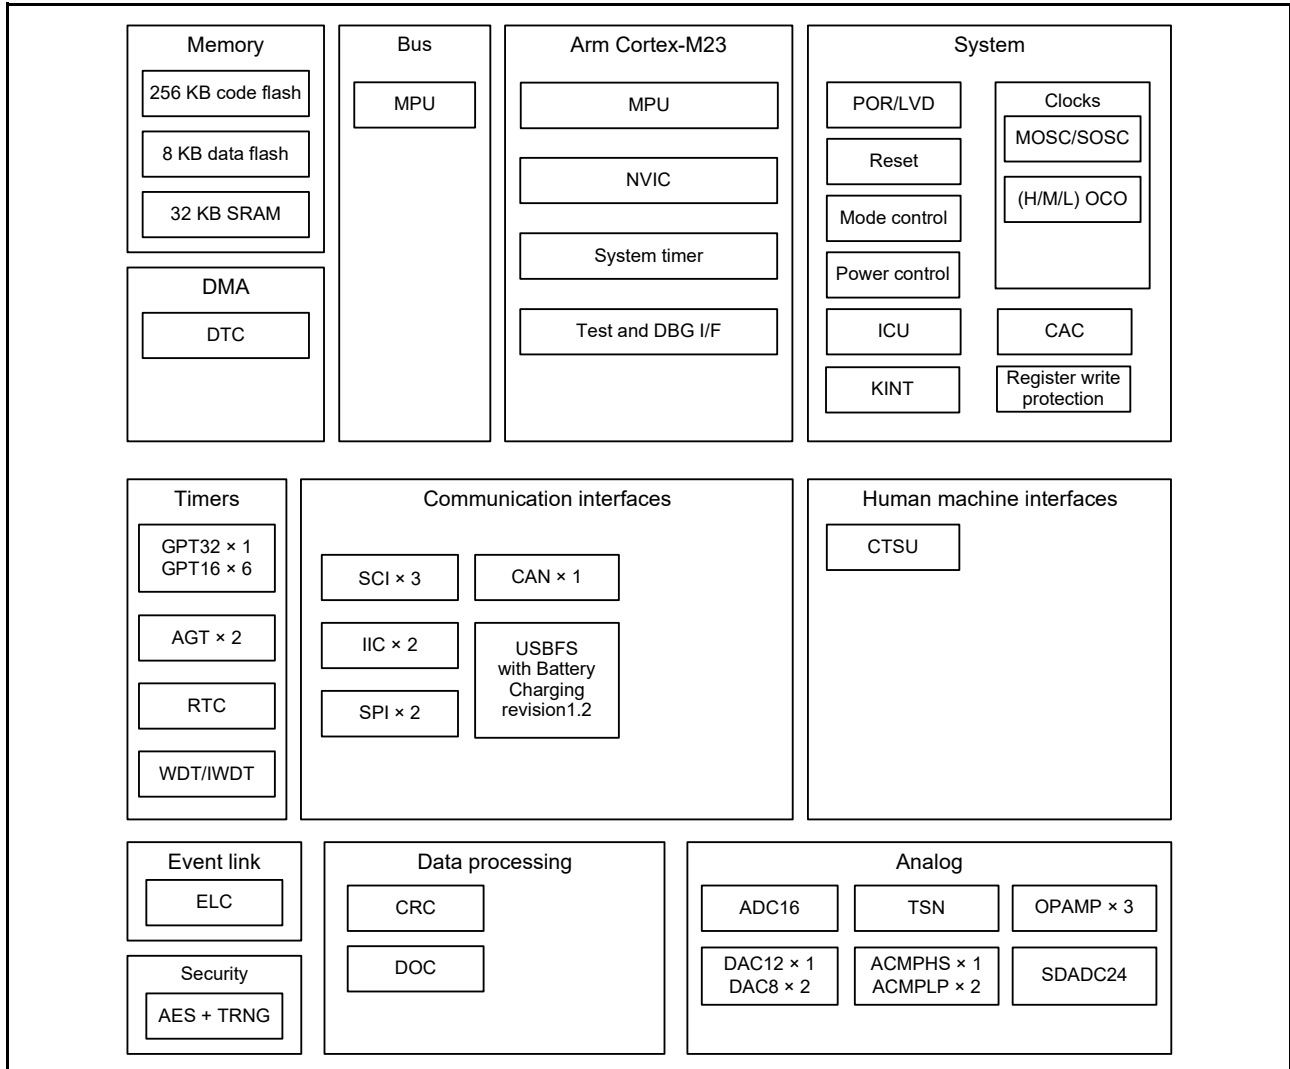 Memory
256 KB code flash
8 KB data flash
32 KB SRAM
DMA
DTC
Bus
MPU
Arm Cortex-M23
MPU
NVIC
System timer
Test and DBG I/F
System
POR/LVD
Reset
Mode control
Power control
ICU
KINT
Clocks
MOSC/SOSC
(H/M/L) OCO
CAC
Register write
protection
Timers
GPT32 × 1
GPT16 × 6
AGT × 2
RTC
WDT/IWDT
Communication interfaces
SCI × 3
IIC × 2
SPI × 2
CAN × 1
USBFS
with Battery
Charging
revision1.2
Human machine interfaces
CTSU
Event link
ELC
Security
AES + TRNG
Data processing
CRC
DOC
Analog
ADC16
TSN
OPAMP × 3
DAC12 × 1
DAC8 × 2
ACMPHS × 1
ACMPLP × 2
SDADC24